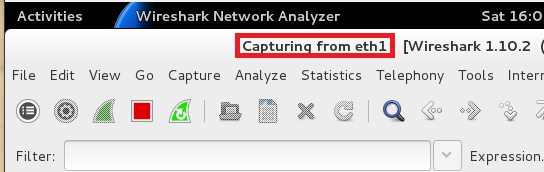 Activities Wireshark Network Analyzer Sat 16:0
Capturing from eth1 [Wireshark 1.10.2 (
File Edit View Go Capture Analyze Statistics Telephony Tools Intern
Filter: Expression.